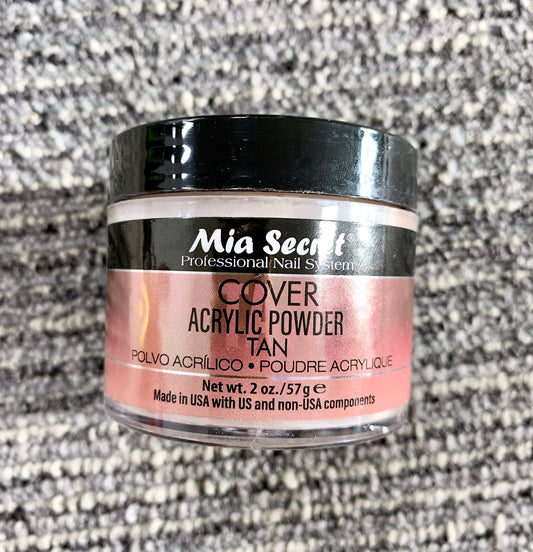 Mia Secret®
Professional Nail System
COVER
ACRYLIC POWDER
TAN
POLVO ACRÍLICO • POUDRE ACRYLIQUE
Net wt. 2 oz./57g ℮
Made in USA with US and non-USA components